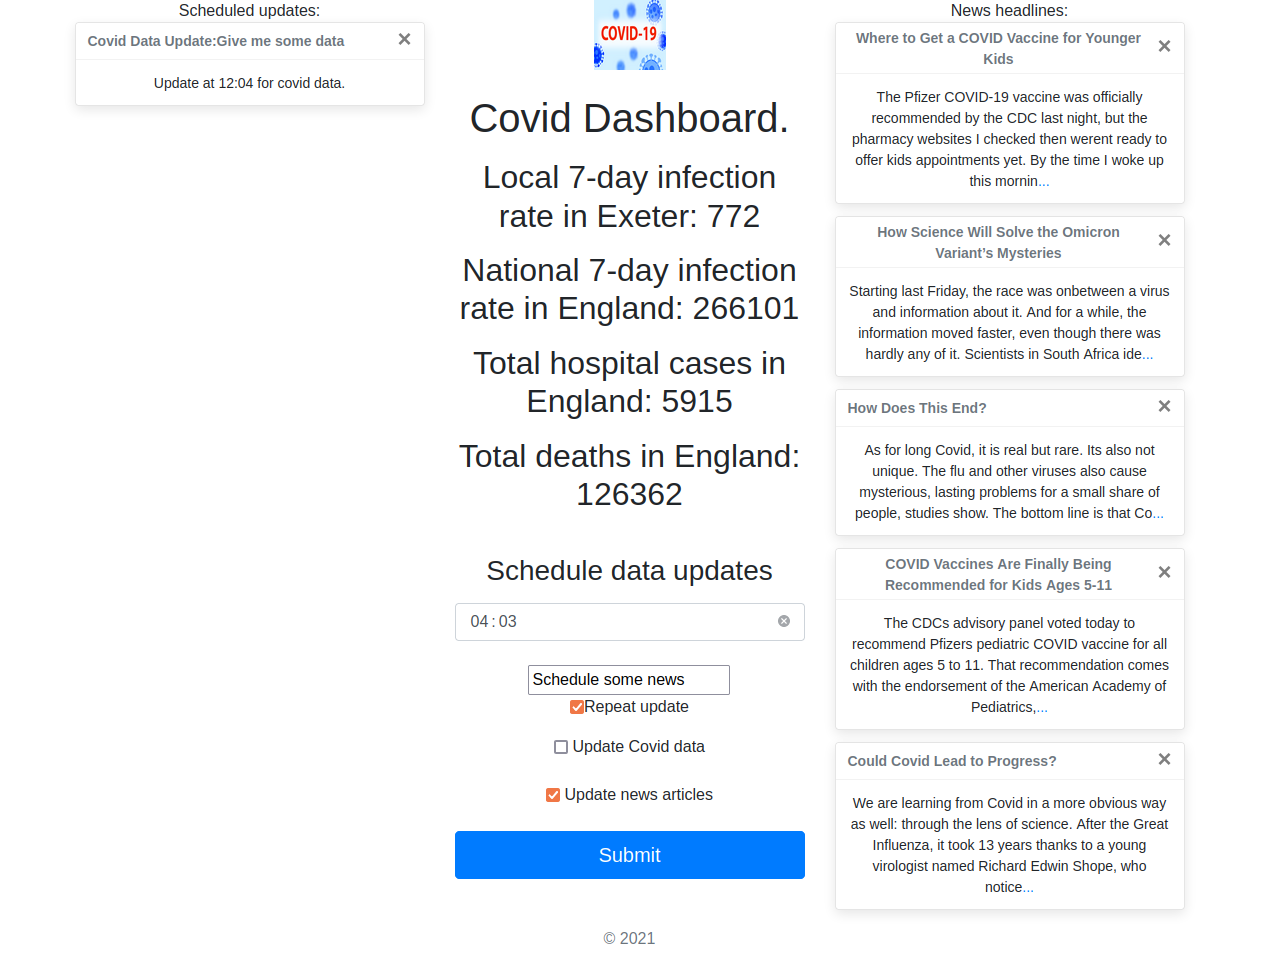 Scheduled updates:
Covid Data Update:Give me some data
×
Update at 12:04 for covid data.
COVID-19
Covid Dashboard.
Local 7-day infection
rate in Exeter: 772
National 7-day infection
rate in England: 266101
Total hospital cases in
England: 5915
Total deaths in England:
126362
Schedule data updates
04:03
Schedule some news
Repeat update
Update Covid data
Update news articles
Submit
© 2021
News headlines:
Where to Get a COVID Vaccine for Younger
Kids
×
The Pfizer COVID-19 vaccine was officially
recommended by the CDC last night, but the
pharmacy websites I checked then werent ready to
offer kids appointments yet. By the time I woke up
this mornin...
How Science Will Solve the Omicron
Variant’s Mysteries
×
Starting last Friday, the race was onbetween a virus
and information about it. And for a while, the
information moved faster, even though there was
hardly any of it. Scientists in South Africa ide...
How Does This End?
×
As for long Covid, it is real but rare. Its also not
unique. The flu and other viruses also cause
mysterious, lasting problems for a small share of
people, studies show. The bottom line is that Co...
COVID Vaccines Are Finally Being
Recommended for Kids Ages 5-11
×
The CDCs advisory panel voted today to
recommend Pfizers pediatric COVID vaccine for all
children ages 5 to 11. That recommendation comes
with the endorsement of the American Academy of
Pediatrics,...
Could Covid Lead to Progress?
×
We are learning from Covid in a more obvious way
as well: through the lens of science. After the Great
Influenza, it took 13 years thanks to a young
virologist named Richard Edwin Shope, who
notice...